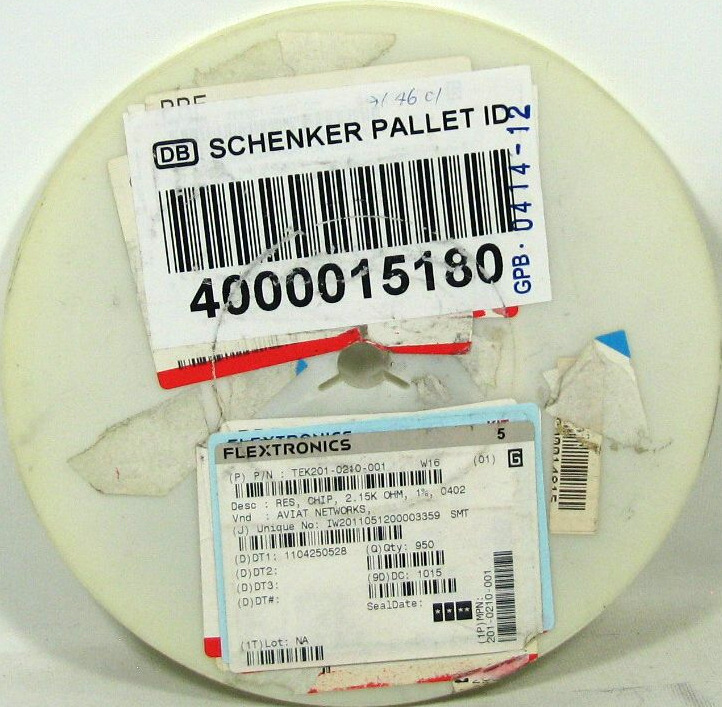 91 46 c1
DB SCHENKER PALLET ID
4000015180
GPB· 0414-12
FLEXTRONICS
5
(P) P/N : TEK201-0210-001 W16 (01) G
Desc : RES, CHIP, 2.15K OHM, 1%, 0402
Vnd : AVIAT NETWORKS,
(J) Unique No: IW2011051200003359 SMT
(D)DT1: 1104250528 (Q)Qty: 950
(D)DT2:
(D)DT3: (9D)DC: 1015
(D)DT#: SealDate: ****
(1T)Lot: NA
(1P)MPN:
201-0210-001